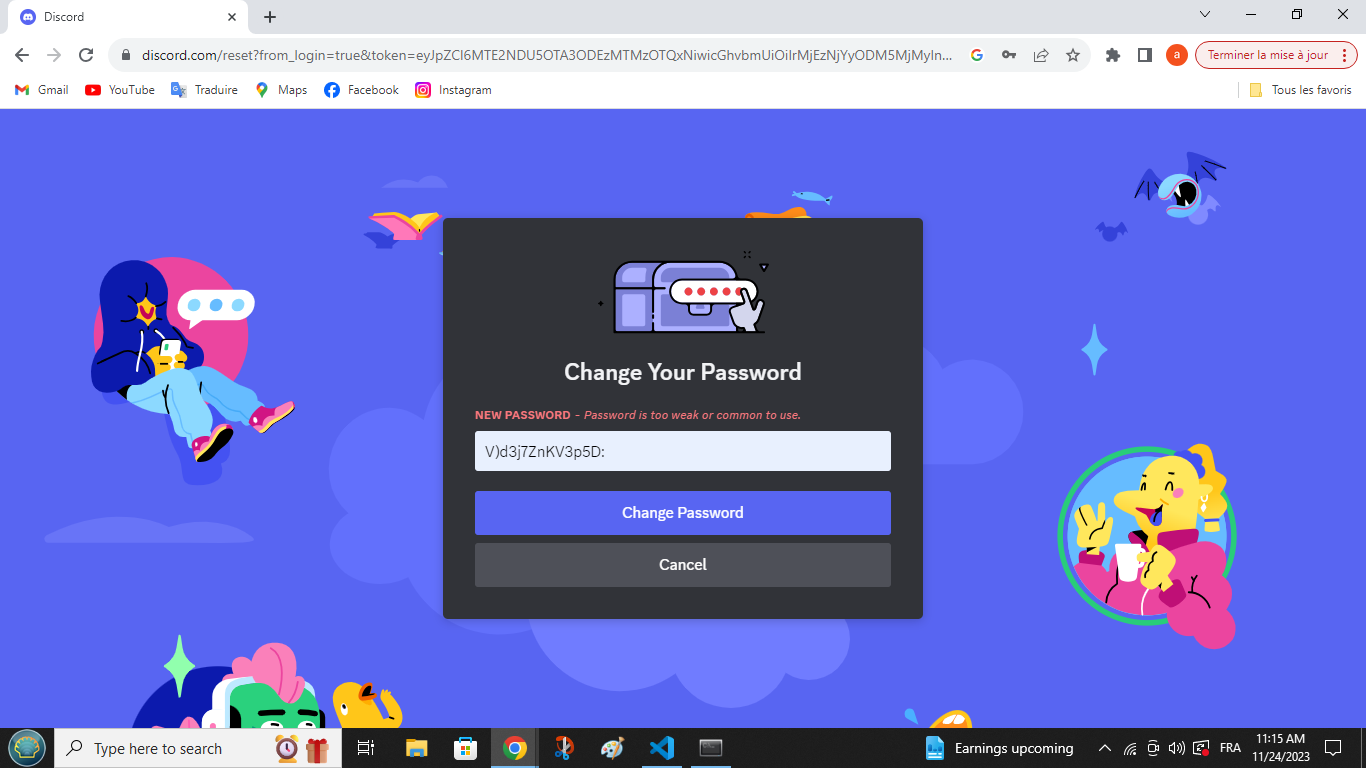 Discord
discord.com/reset?from_login=true&token=eyJpZCI6MTE2NDU5OTA3ODEzMTMzOTQxNiwicGhvbmUiOiIrMjEzNjYyODM5MjMyIn...
a
Terminer la mise à jour
Gmail
YouTube
Traduire
Maps
Facebook
Instagram
Tous les favoris
Change Your Password
NEW PASSWORD - Password is too weak or common to use.
V)d3j7ZnKV3p5D:
Change Password
Cancel
Type here to search
Earnings upcoming
FRA
11:15 AM
11/24/2023